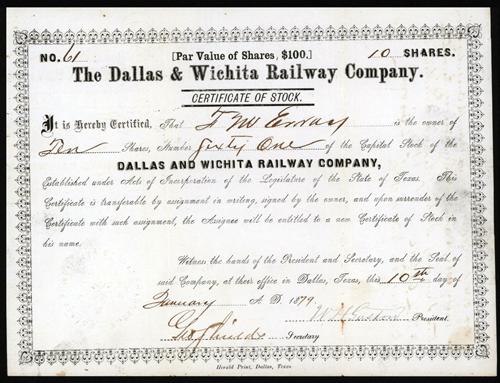 NO. 61 [Par Value of Shares, $100.] 10 SHARES.
The Dallas & Wichita Railway Company.
CERTIFICATE OF STOCK.
It is Hereby Certified, That is the owner of
Ten Shares, Number Sixty One of the Capital Stock of the
DALLAS AND WICHITA RAILWAY COMPANY,
Established under Acts of Incorporation of the Legislature of the State of Texas. This
Certificate is transferable by assignment in writing, signed by the owner, and upon surrender of the
Certificate with such assignment, the Assignee will be entitled to a new Certificate of Stock in
his name.
Witness the hands of the President and Secretary, and the Seal of
said Company, at their office in Dallas, Texas, this 10th day of
January A. D. 1879
President.
Secretary
Herald Print, Dallas, Texas